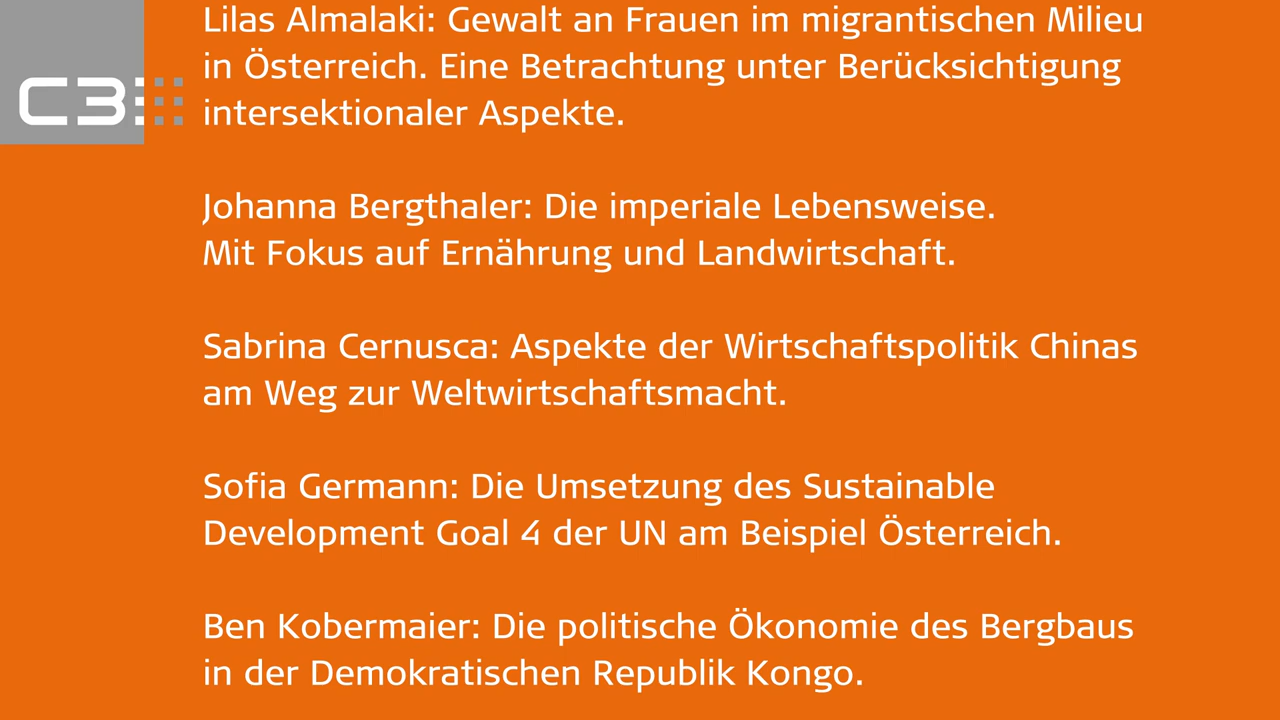 Lilas Almalaki: Gewalt an Frauen im migrantischen Milieu
in Österreich. Eine Betrachtung unter Berücksichtigung
intersektionaler Aspekte.
C3
Johanna Bergthaler: Die imperiale Lebensweise.
Mit Fokus auf Ernährung und Landwirtschaft.
Sabrina Cernusca: Aspekte der Wirtschaftspolitik Chinas
am Weg zur Weltwirtschaftsmacht.
Sofia Germann: Die Umsetzung des Sustainable
Development Goal 4 der UN am Beispiel Österreich.
Ben Kobermaier: Die politische Ökonomie des Bergbaus
in der Demokratischen Republik Kongo.